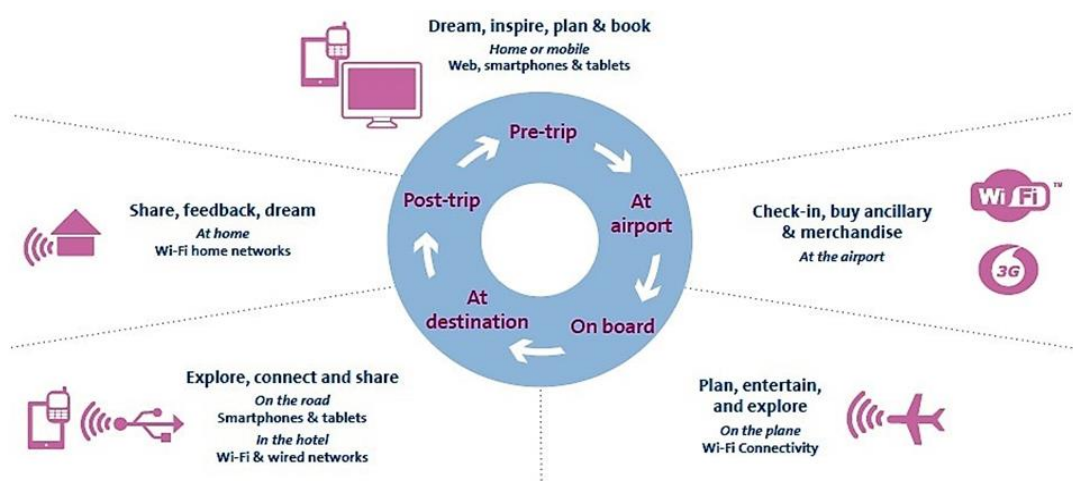 Dream, inspire, plan & book
Home or mobile
Web, smartphones & tablets
Pre-trip
At
airport
On board
At
destination
Post-trip
Check-in, buy ancillary
& merchandise
At the airport
Wi Fi TM
3G
Plan, entertain,
and explore
On the plane
Wi-Fi Connectivity
Explore, connect and share
On the road
Smartphones & tablets
In the hotel
Wi-Fi & wired networks
Share, feedback, dream
At home
Wi-Fi home networks